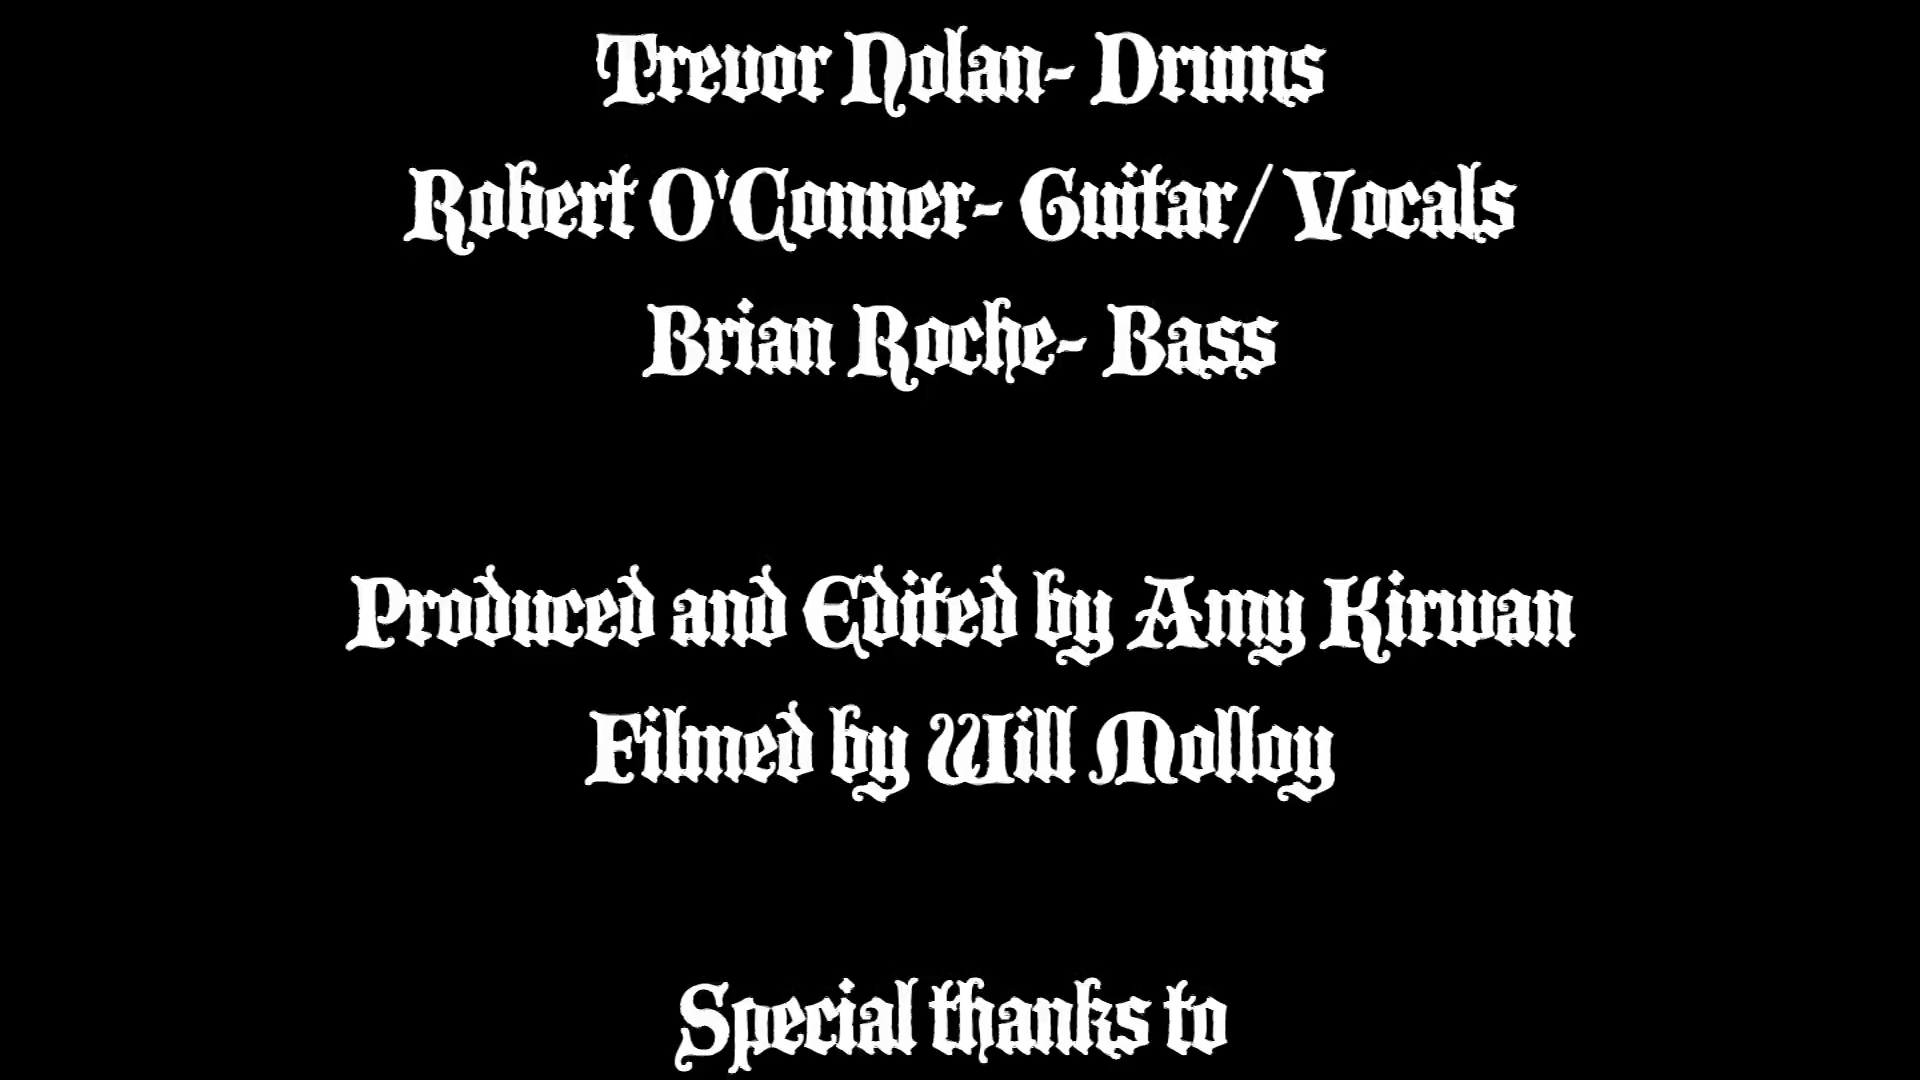 Trevor Nolan- Drums
Robert O'Conner- Guitar/ Vocals
Brian Roche- Bass
Produced and Edited by Amy Kirwan
Filmed by Will Molloy
Special thanks to